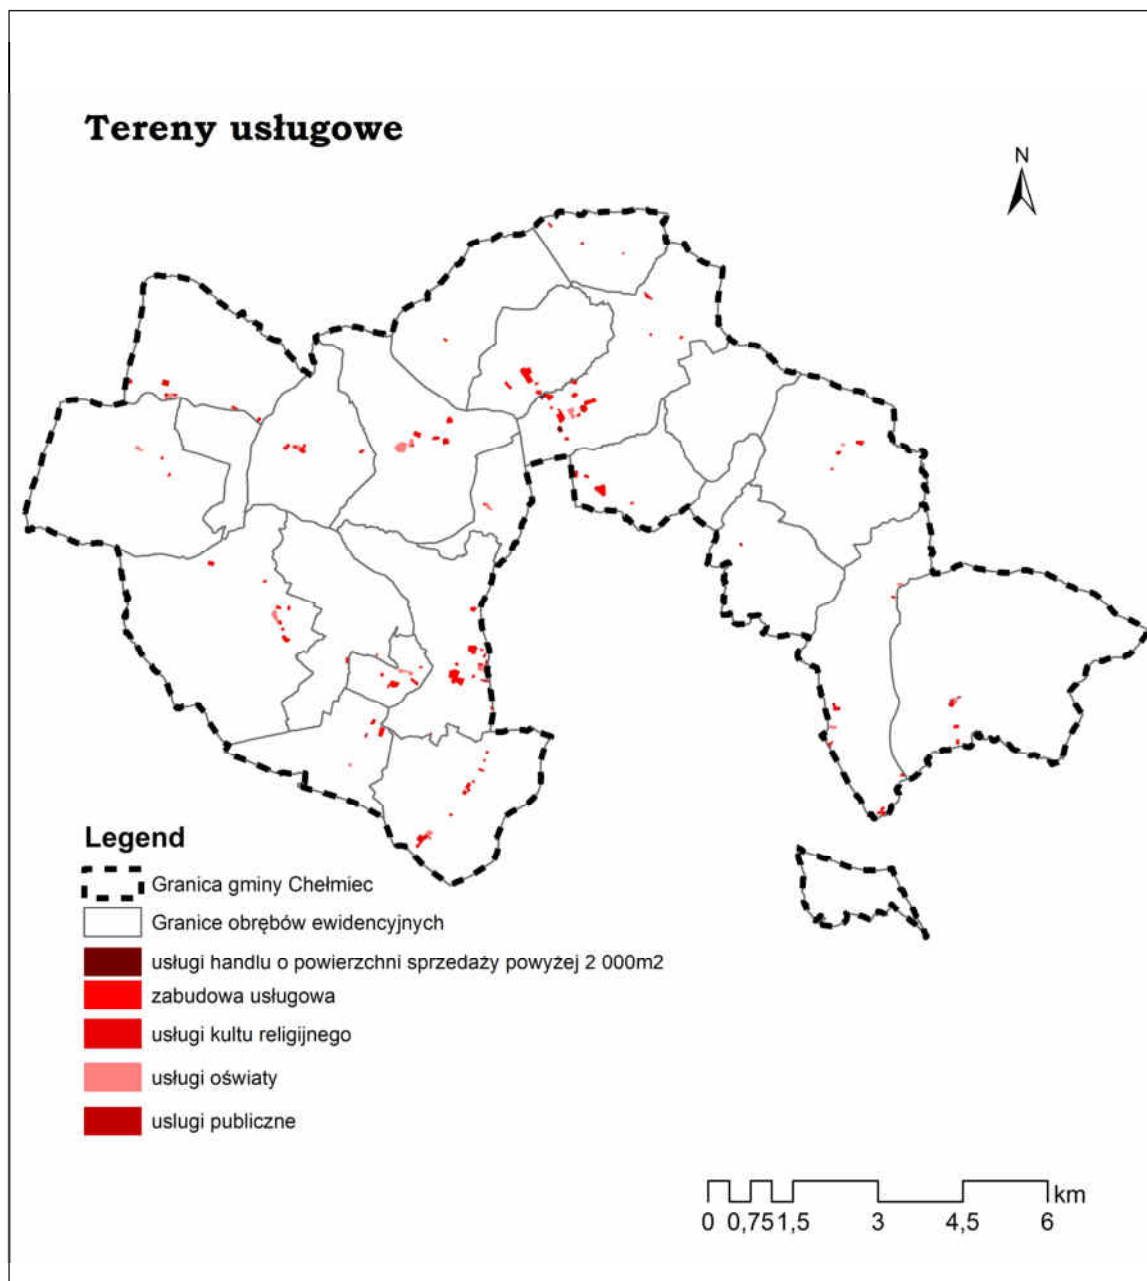 Tereny usługowe
N
Legend
Granica gminy Chełmiec
Granice obrębów ewidencyjnych
usługi handlu o powierzchni sprzedaży powyżej 2 000m2
zabudowa usługowa
usługi kultu religijnego
usługi oświaty
uslugi publiczne
km
0 0,75 1,5 3 4,5 6